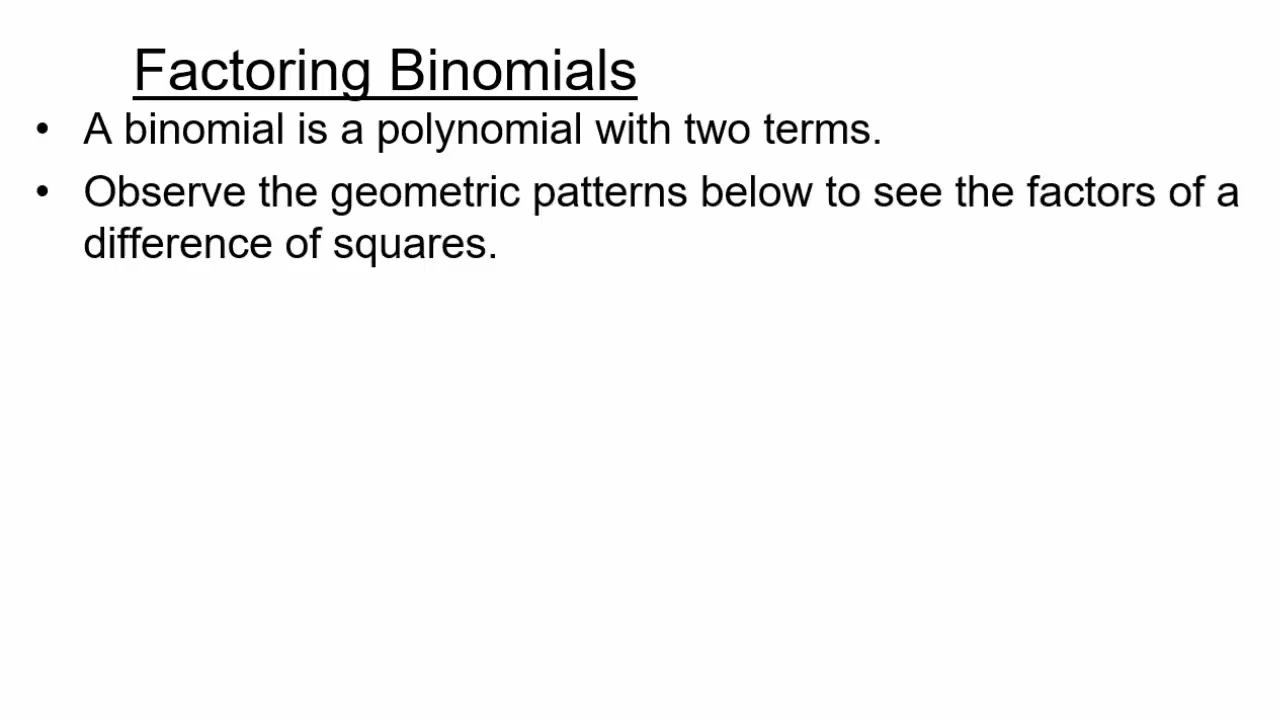 Factoring Binomials
• A binomial is a polynomial with two terms.
• Observe the geometric patterns below to see the factors of a
difference of squares.